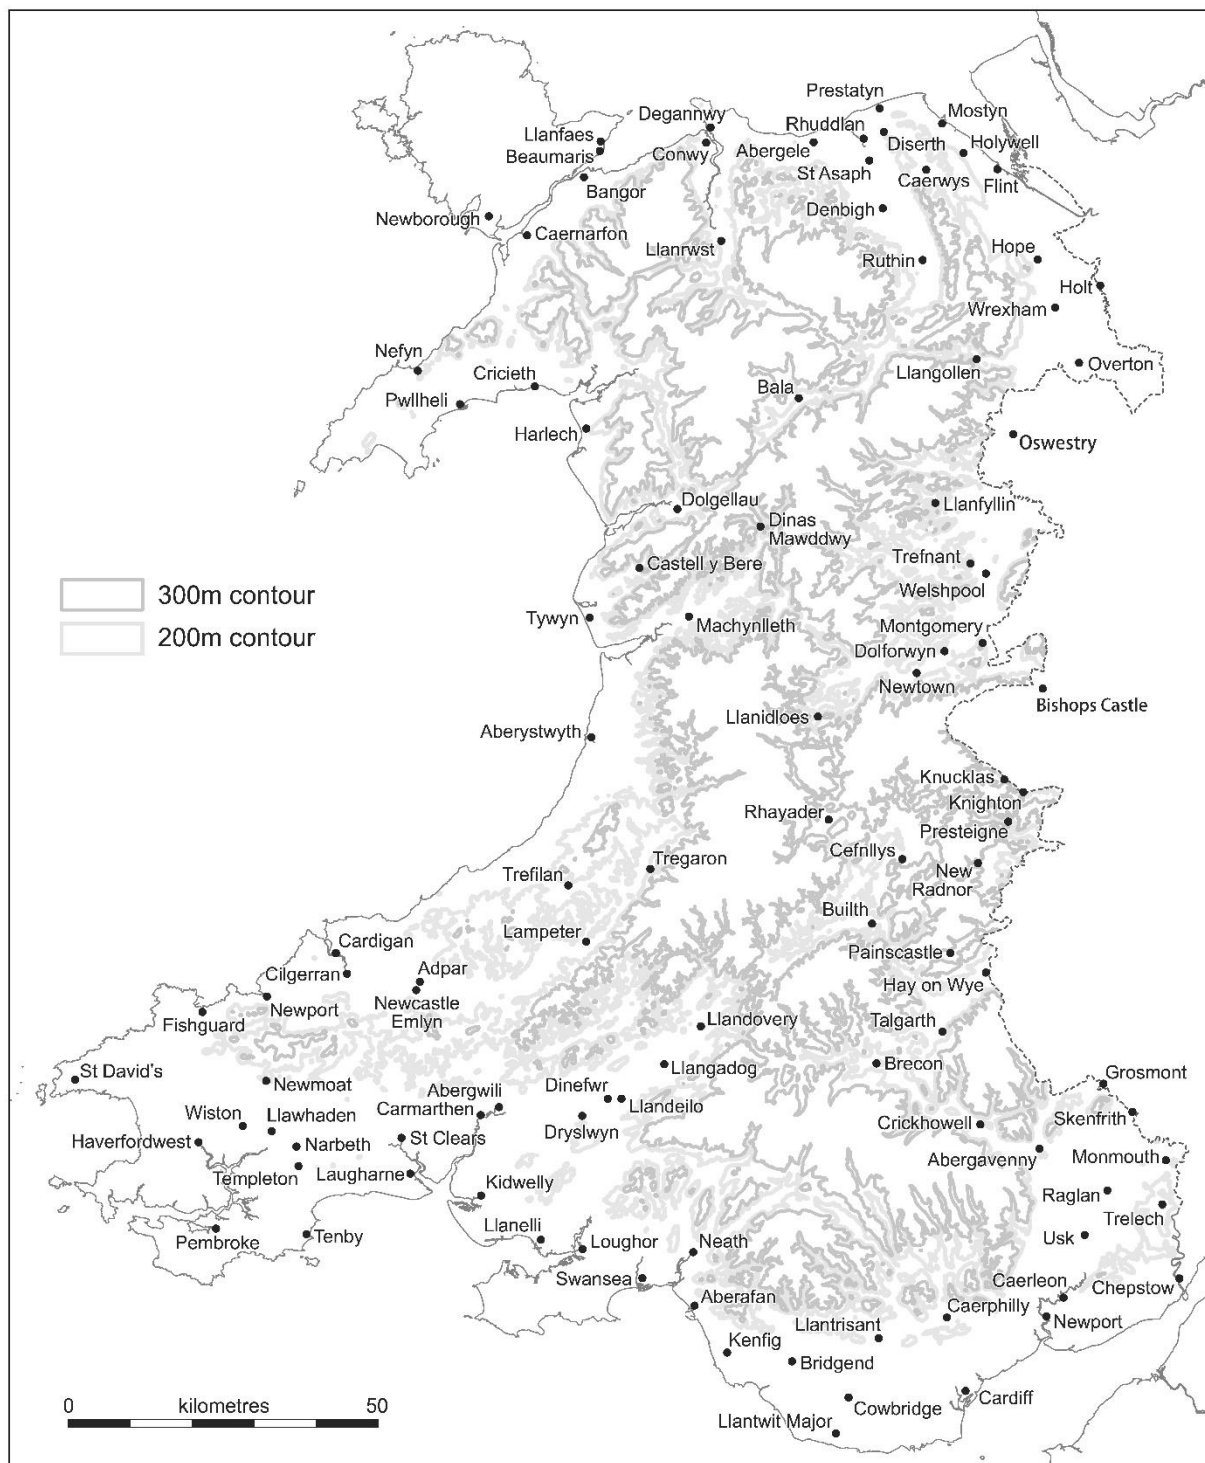 Prestatyn
Degannwy
Mostyn
Llanfaes
Rhuddlan
Diserth
Holywell
Beaumaris
Conwy
Abergele
St Asaph
Caerwys
Flint
Bangor
Denbigh
Newborough
Caernarfon
Llanrwst
Ruthin
Hope
Holt
Wrexham
Nefyn
Cricieth
Llangollen
Overton
Pwllheli
Bala
Harlech
Oswestry
Dolgellau
Llanfyllin
Dinas
Mawddwy
Castell y Bere
Trefnant
Welshpool
300m contour
200m contour
Tywyn
Machynlleth
Montgomery
Dolforwyn
Newtown
Bishops Castle
Llanidloes
Aberystwyth
Knucklas
Knighton
Rhayader
Presteigne
Cefnllys
New
Radnor
Tregaron
Trefilan
Builth
Lampeter
Cardigan
Painscastle
Cilgerran
Adpar
Hay on Wye
Newport
Newcastle
Emlyn
Fishguard
Llandovery
Talgarth
St David's
Newmoat
Llangadog
Brecon
Grosmont
Abergwili
Dinefwr
Wiston
Llawhaden
Carmarthen
Llandeilo
Skenfrith
Crickhowell
Haverfordwest
Narbeth
St Clears
Dryslwyn
Abergavenny
Monmouth
Templeton
Laugharne
Kidwelly
Raglan
Trelech
Pembroke
Tenby
Llanelli
Loughor
Neath
Usk
Swansea
Caerleon
Chepstow
Aberafan
Caerphilly
Newport
Llantrisant
Kenfig
Bridgend
Cardiff
Cowbridge
Llantwit Major
0 kilometres 50